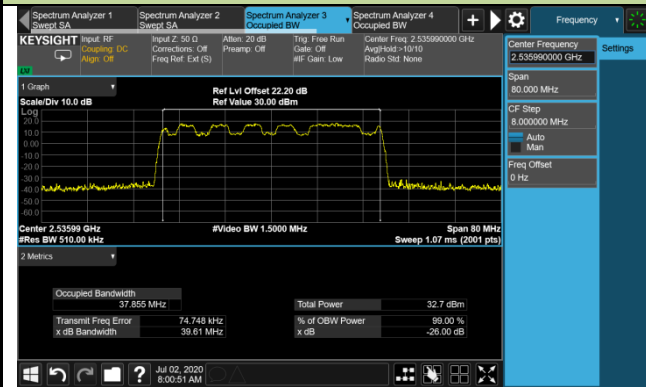 Spectrum Analyzer 1
Swept SA
Spectrum Analyzer 2
Swept SA
Spectrum Analyzer 3
Occupied BW
Spectrum Analyzer 4
Occupied BW
Frequency
KEYSIGHT
Input: RF
Coupling: DC
Align: Off
Input Z: 50 Ω
Corrections: Off
Freq Ref: Ext (S)
Atten: 20 dB
Preamp: Off
Trig: Free Run
Gate: Off
#IF Gain: Low
Center Freq: 2.535990000 GHz
Avg|Hold:>10/10
Radio Std: None
LVI
1 Graph
Scale/Div 10.0 dB
Ref Lvl Offset 22.20 dB
Ref Value 30.00 dBm
Log
20.0
10.0
0.00
-10.0
-20.0
-30.0
-40.0
-50.0
-60.0
Center 2.53599 GHz
#Res BW 510.00 kHz
#Video BW 1.5000 MHz
Span 80 MHz
Sweep 1.07 ms (2001 pts)
2 Metrics
Occupied Bandwidth
37.855 MHz
Total Power 32.7 dBm
Transmit Freq Error 74.748 kHz
% of OBW Power 99.00 %
x dB Bandwidth 39.61 MHz
x dB -26.00 dB
Jul 02, 2020
8:00:51 AM
Center Frequency
2.535990000 GHz
Settings
Span
80.000 MHz
CF Step
8.000000 MHz
Auto
Man
Freq Offset
0 Hz